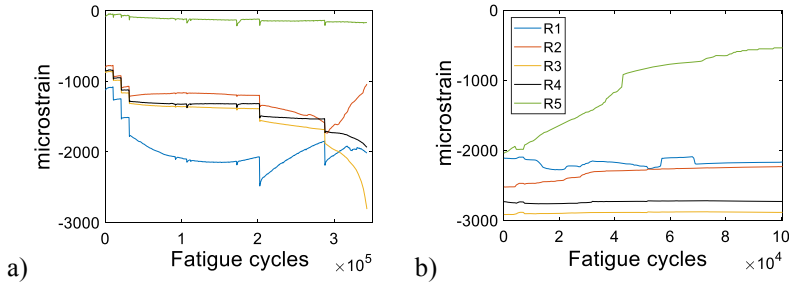 0
-1000
-2000
-3000
microstrain
0 1 2 3
Fatigue cycles
×10^5
a)
0
-1000
-2000
-3000
microstrain
R1
R2
R3
R4
R5
0 2 4 6 8 10
Fatigue cycles
×10^4
b)